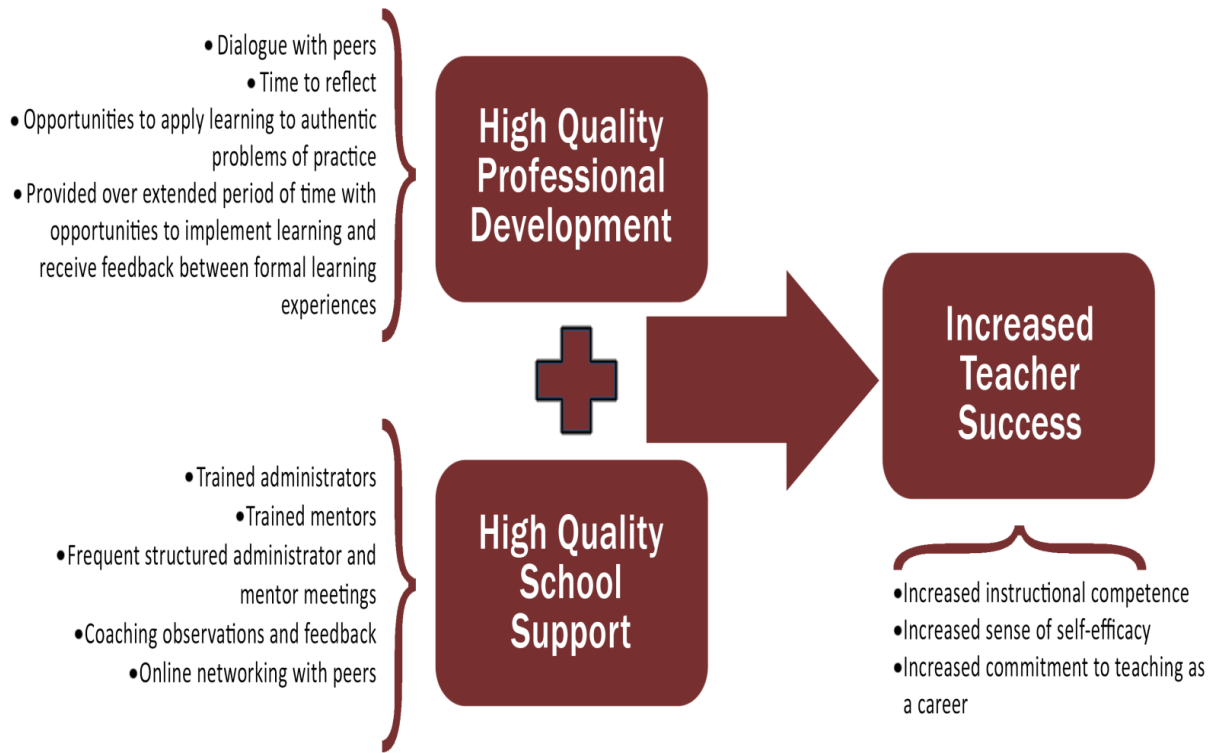 • Dialogue with peers
• Time to reflect
• Opportunities to apply learning to authentic
problems of practice
• Provided over extended period of time with
opportunities to implement learning and
receive feedback between formal learning
experiences
High Quality
Professional
Development
• Trained administrators
• Trained mentors
• Frequent structured administrator and
mentor meetings
• Coaching observations and feedback
• Online networking with peers
High Quality
School
Support
Increased
Teacher
Success
• Increased instructional competence
• Increased sense of self-efficacy
• Increased commitment to teaching as
a career